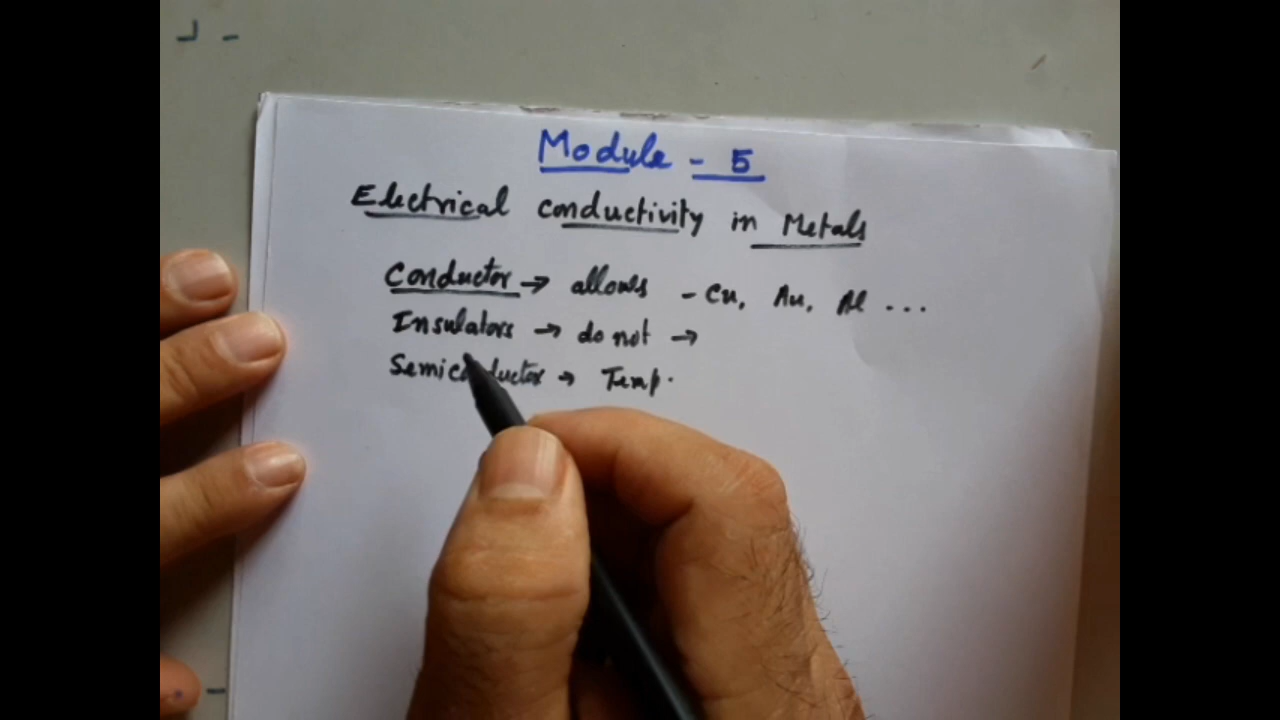 Module - 5
Electrical conductivity in Metals
Conductor → allows - Cu, Au, Al ...
Insulators → do not →
Semiconductor → Temp.